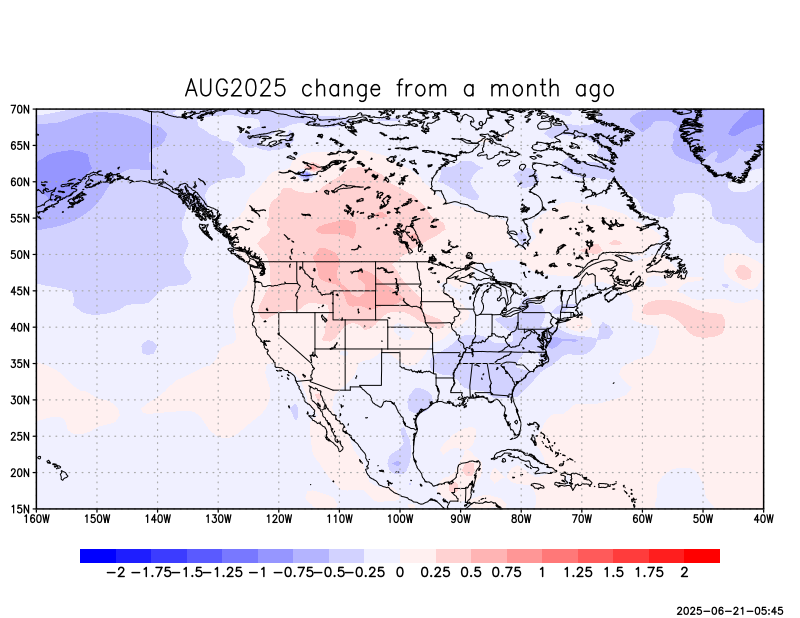 AUG2025 change from a month ago
70N
65N
60N
55N
50N
45N
40N
35N
30N
25N
20N
15N
160W 150W 140W 130W 120W 110W 100W 90W 80W 70W 60W 50W 40W
−2 −1.75 −1.5 −1.25 −1 −0.75 −0.5 −0.25 0 0.25 0.5 0.75 1 1.25 1.5 1.75 2
2025−06−21−05:45